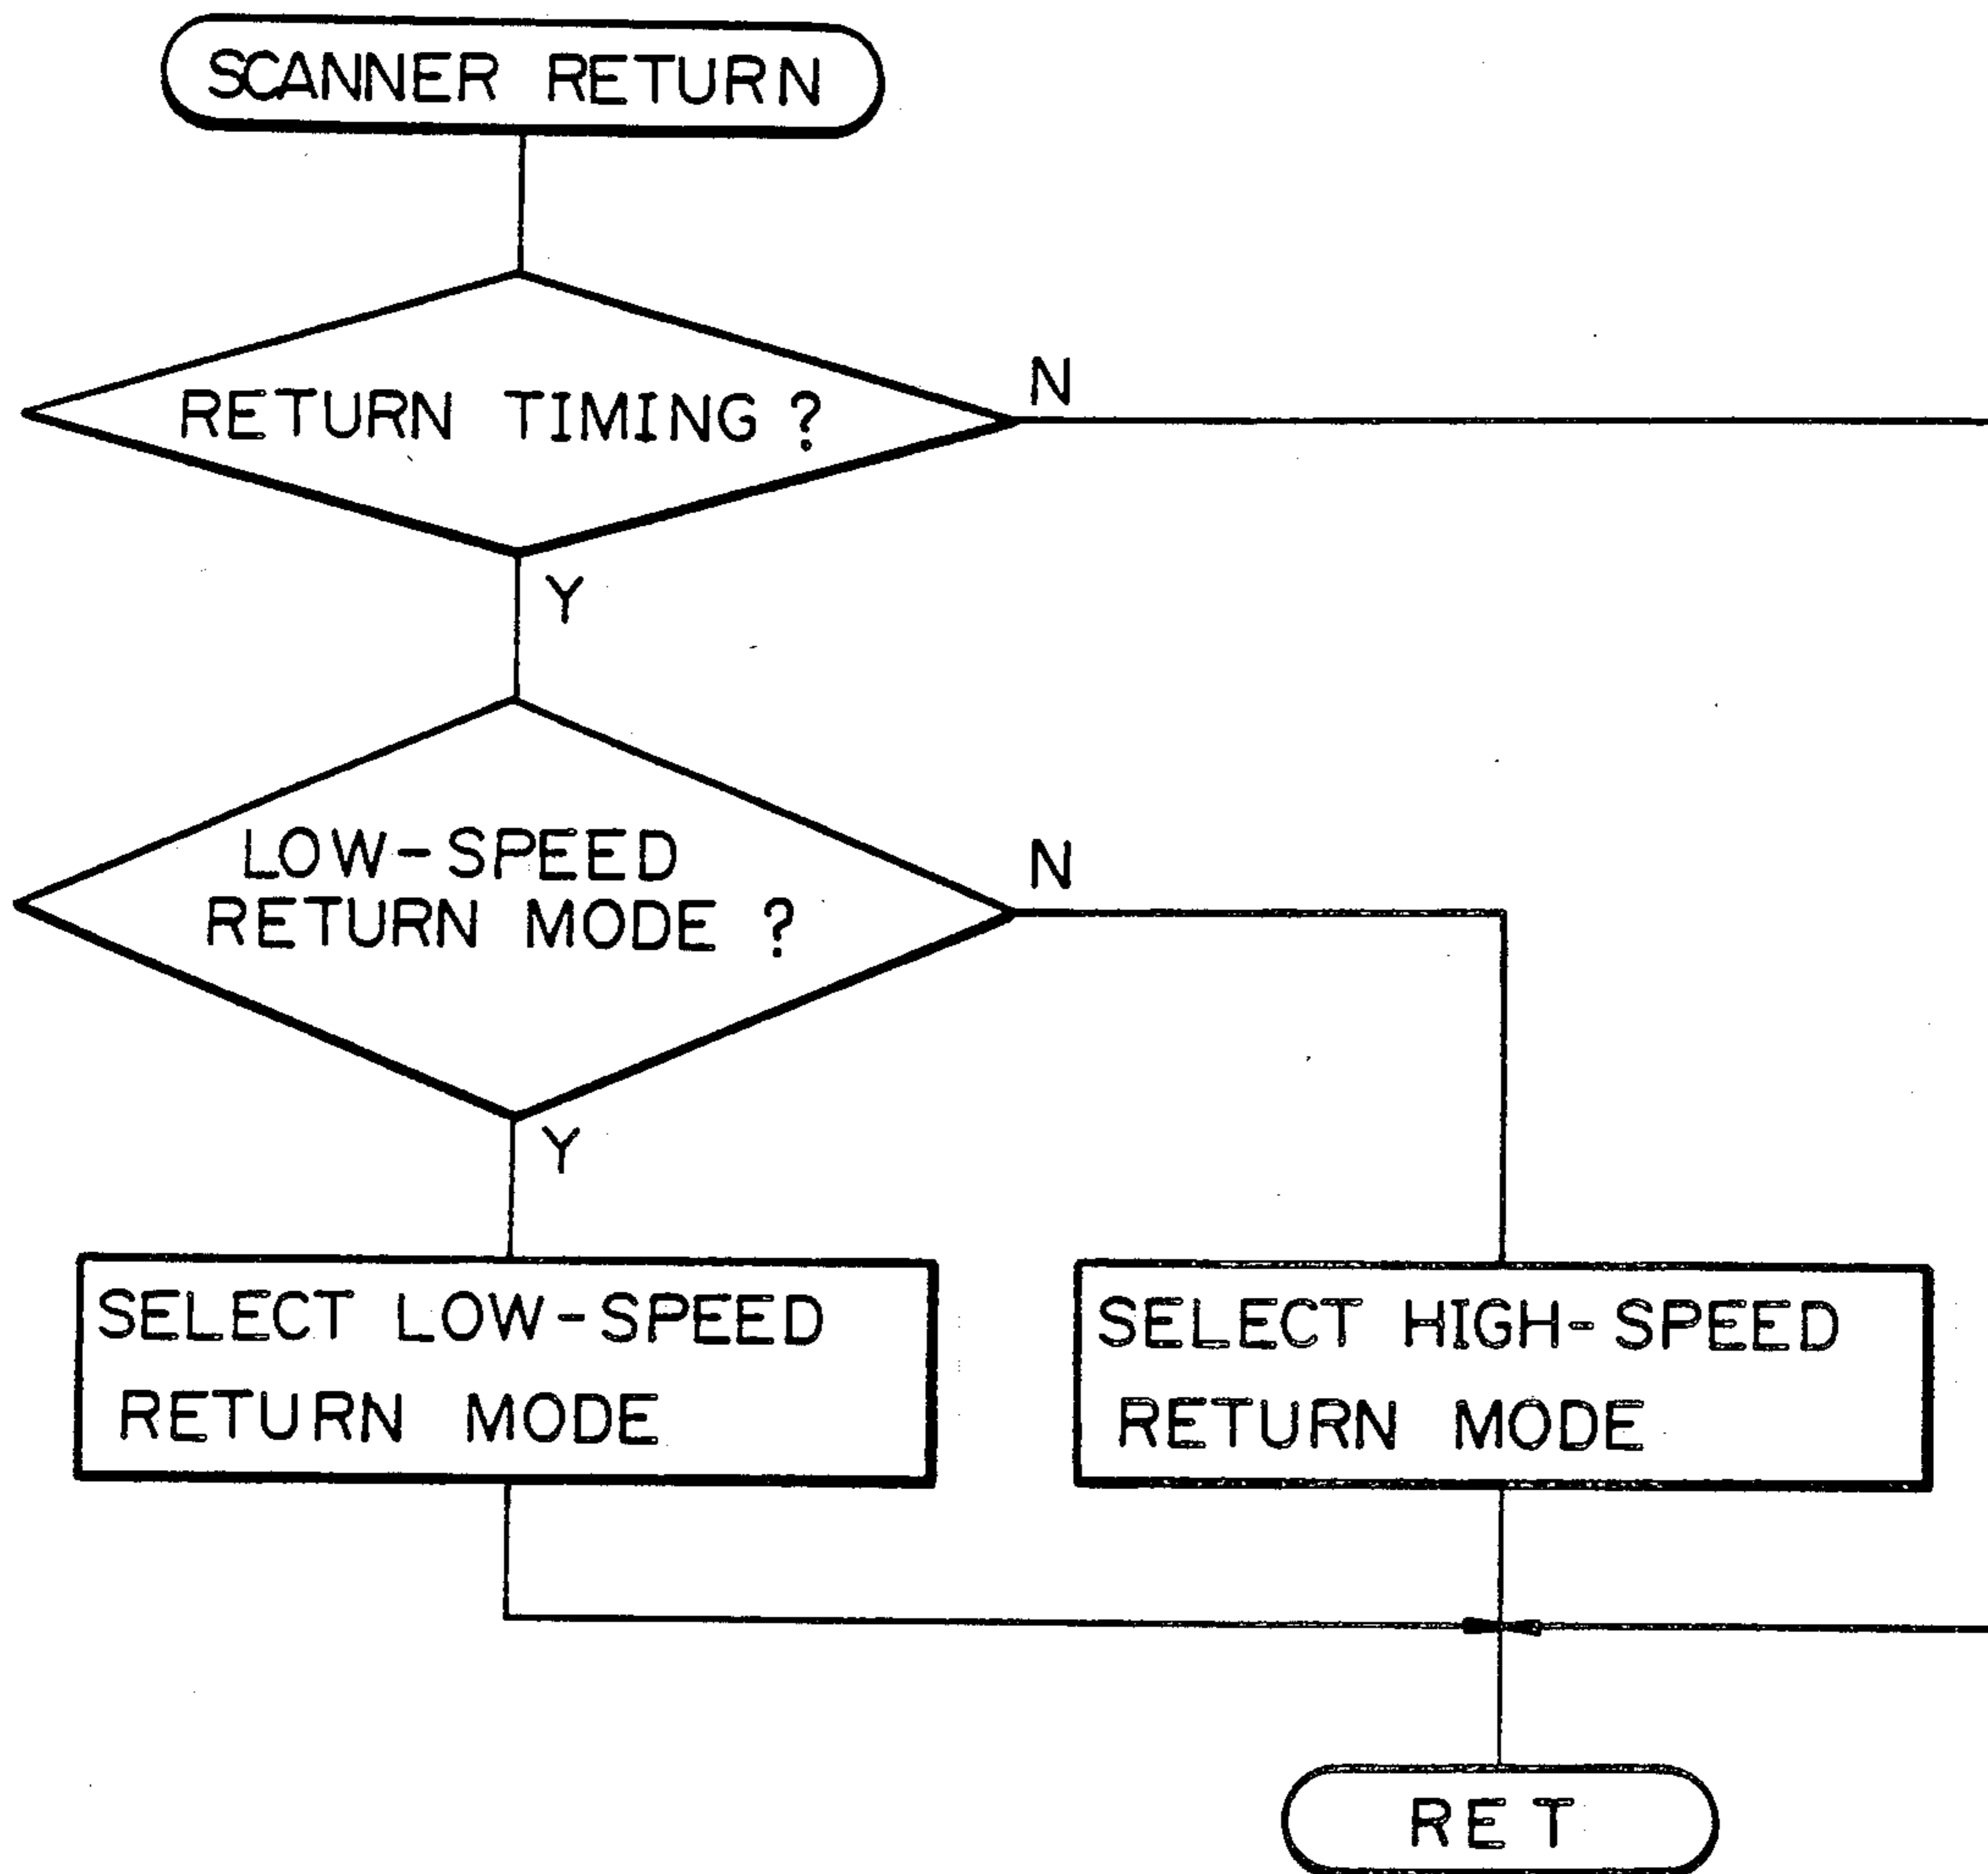 SCANNER RETURN
RETURN TIMING ?
N
Y
LOW-SPEED
RETURN MODE ?
N
Y
SELECT LOW-SPEED
RETURN MODE
SELECT HIGH-SPEED
RETURN MODE
RET